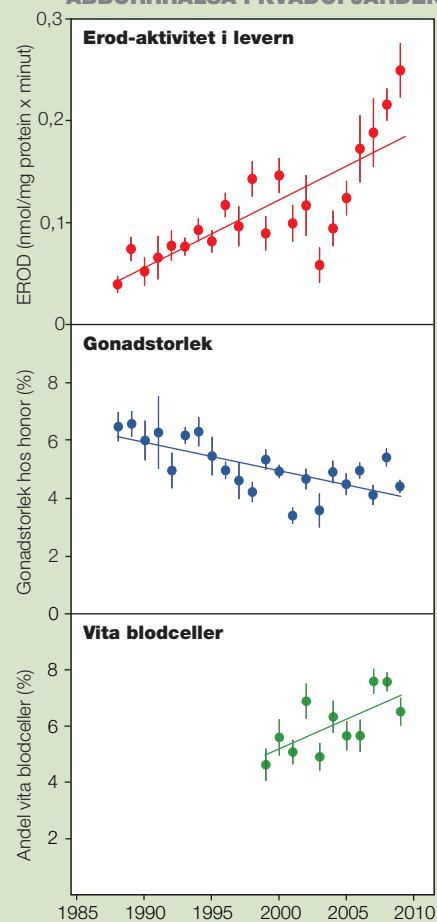 ABBORRHÄLSA I KVÄDÖFJÄRDEN
Erod-aktivitet i levern
EROD (nmol/mg protein x minut)
0,3
0,2
0,1
0
Gonadstorlek
Gonadstorlek hos honor (%)
8
6
4
2
0
Vita blodceller
Andel vita blodceller (%)
8
6
4
2
1985 1990 1995 2000 2005 2010